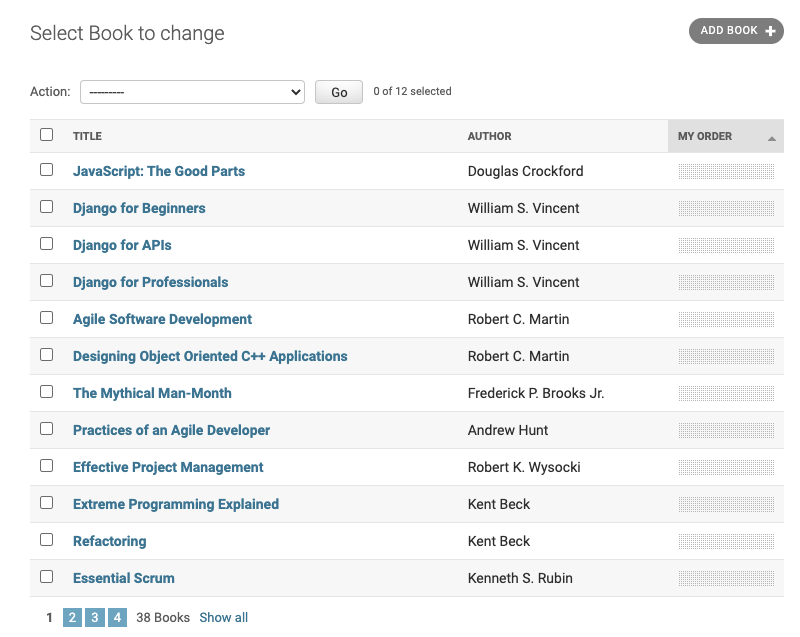 Select Book to change
ADD BOOK +
Action: --------- Go 0 of 12 selected
TITLE AUTHOR MY ORDER
JavaScript: The Good Parts Douglas Crockford
Django for Beginners William S. Vincent
Django for APIs William S. Vincent
Django for Professionals William S. Vincent
Agile Software Development Robert C. Martin
Designing Object Oriented C++ Applications Robert C. Martin
The Mythical Man-Month Frederick P. Brooks Jr.
Practices of an Agile Developer Andrew Hunt
Effective Project Management Robert K. Wysocki
Extreme Programming Explained Kent Beck
Refactoring Kent Beck
Essential Scrum Kenneth S. Rubin
1 2 3 4 38 Books Show all